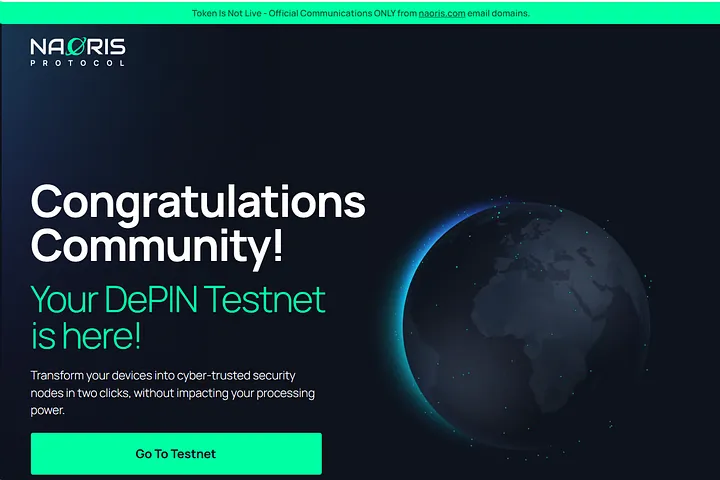 Token Is Not Live - Official Communications ONLY from naoris.com email domains.
NAORIS
PROTOCOL
Congratulations
Community!
Your DePIN Testnet
is here!
Transform your devices into cyber-trusted security
nodes in two clicks, without impacting your processing
power.
Go To Testnet